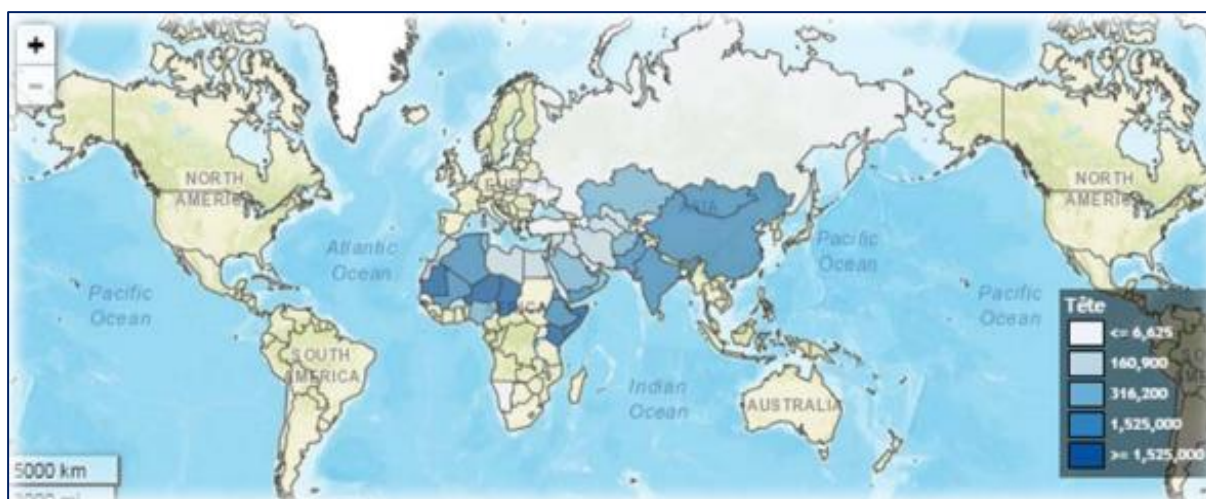 +
−
NORTH
AMERICA
Atlantic
Ocean
Pacific
Ocean
SOUTH
AMERICA
ASIA
Indian
Ocean
AUSTRALIA
Pacific
Ocean
NORTH
Pacific
Ocean
Tête
<= 6,625
160,900
316,200
1,525,000
>= 1,525,000
5000 km